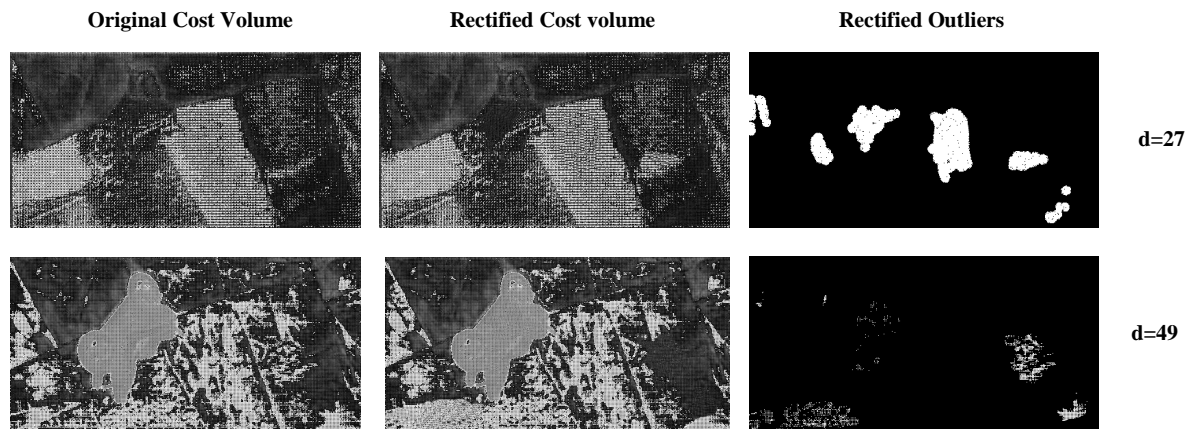 Original Cost Volume
Rectified Cost volume
Rectified Outliers
d=27
d=49